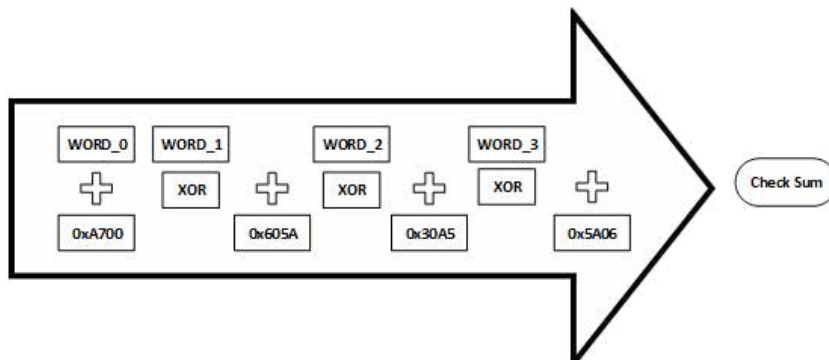 WORD_0 WORD_1 WORD_2 WORD_3
XOR XOR XOR
Check Sum
0xA700 0x605A 0x30A5 0x5A06